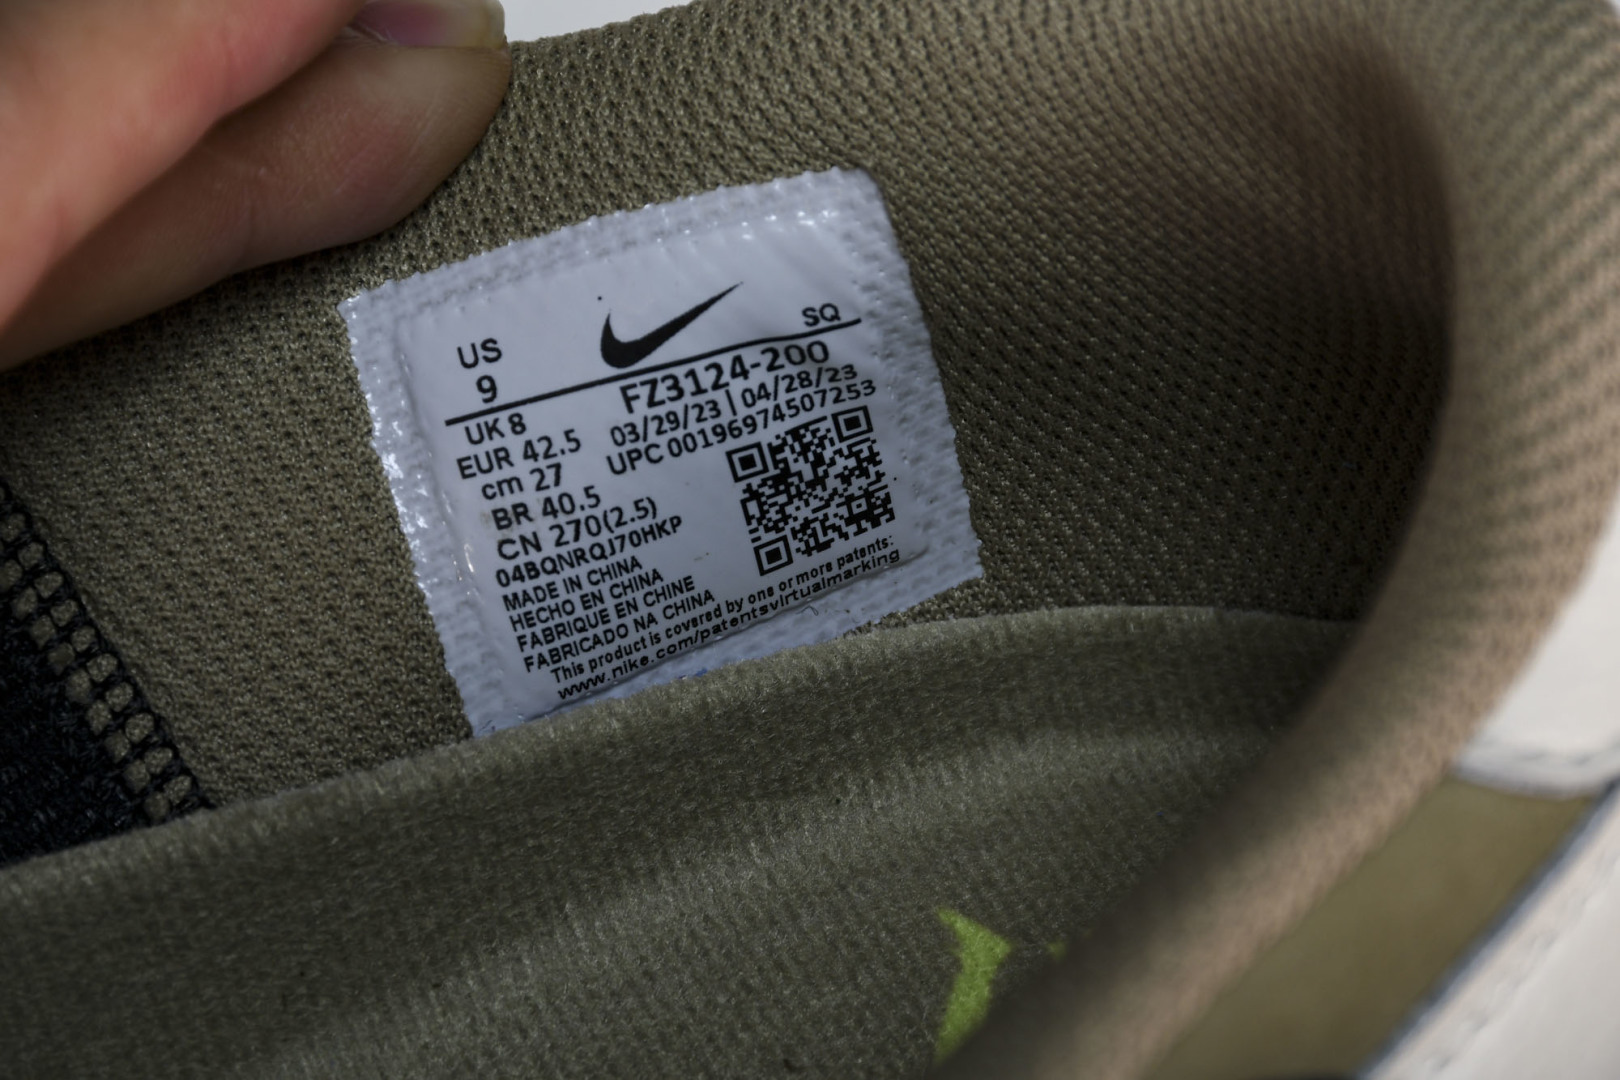 US
SQ
9
FZ3124-200
UK 8
03/29/23 | 04/28/23
EUR 42.5
UPC 00196974507253
cm 27
BR 40.5
CN 270(2.5)
04BQNRQJ70HKP
MADE IN CHINA
HECHO EN CHINA
FABRIQUE EN CHINE
FABRICADO NA CHINA
This product is covered by one or more patents:
www.nike.com/patentsvirtualmarking